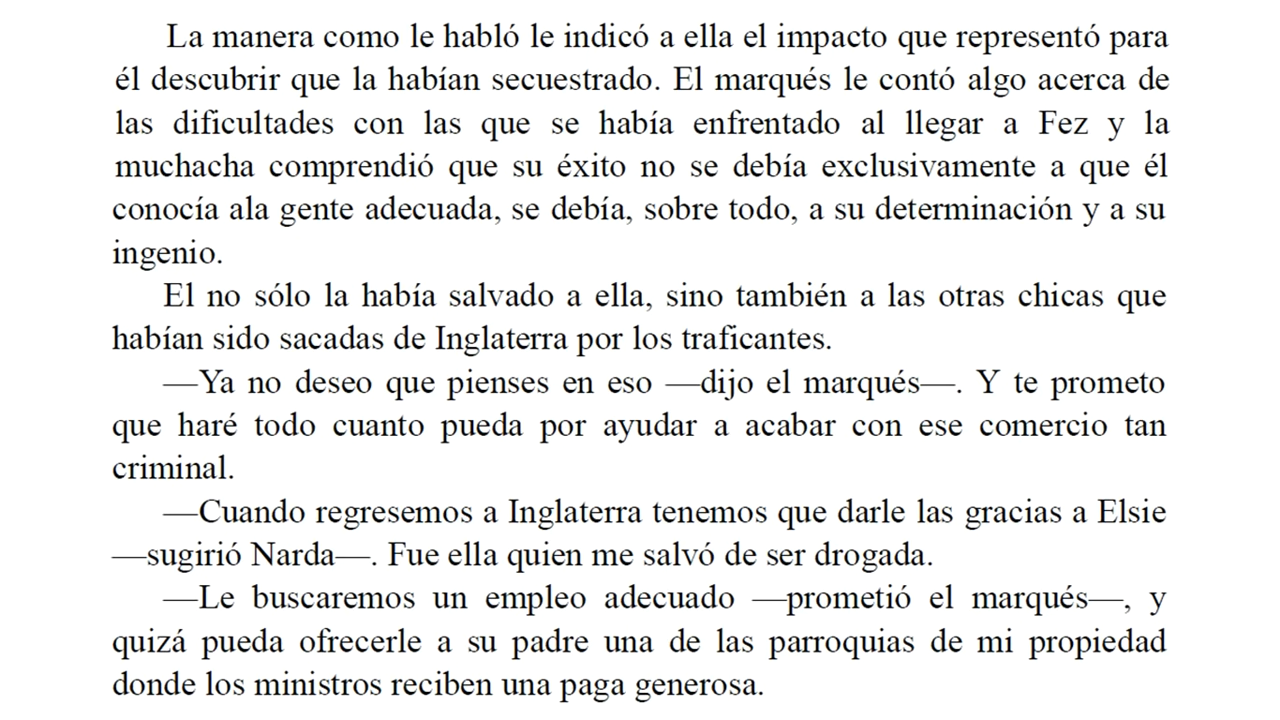 La manera como le habló le indicó a ella el impacto que representó para
él descubrir que la habían secuestrado. El marqués le contó algo acerca de
las dificultades con las que se había enfrentado al llegar a Fez y la
muchacha comprendió que su éxito no se debía exclusivamente a que él
conocía ala gente adecuada, se debía, sobre todo, a su determinación y a su
ingenio.
El no sólo la había salvado a ella, sino también a las otras chicas que
habían sido sacadas de Inglaterra por los traficantes.
—Ya no deseo que pienses en eso —dijo el marqués—. Y te prometo
que haré todo cuanto pueda por ayudar a acabar con ese comercio tan
criminal.
—Cuando regresemos a Inglaterra tenemos que darle las gracias a Elsie
—sugirió Narda—. Fue ella quien me salvó de ser drogada.
—Le buscaremos un empleo adecuado —prometió el marqués—, y
quizá pueda ofrecerle a su padre una de las parroquias de mi propiedad
donde los ministros reciben una paga generosa.